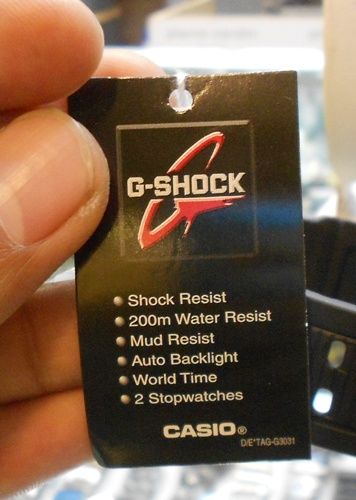 G-SHOCK
Shock Resist
200m Water Resist
Mud Resist
Auto Backlight
World Time
2 Stopwatches
CASIO®
D/E*TAG-G3031